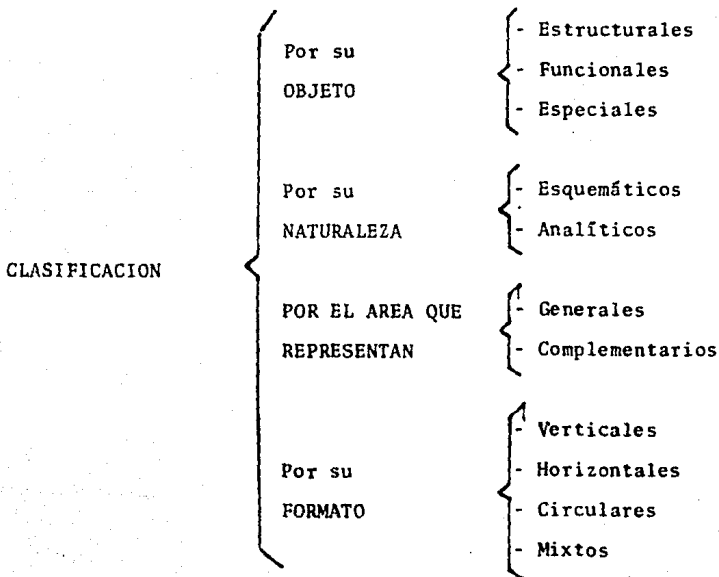 CLASIFICACION
Por su
OBJETO
- Estructurales
- Funcionales
- Especiales
Por su
NATURALEZA
- Esquemáticos
- Analíticos
POR EL AREA QUE
REPRESENTAN
- Generales
- Complementarios
Por su
FORMATO
- Verticales
- Horizontales
- Circulares
- Mixtos